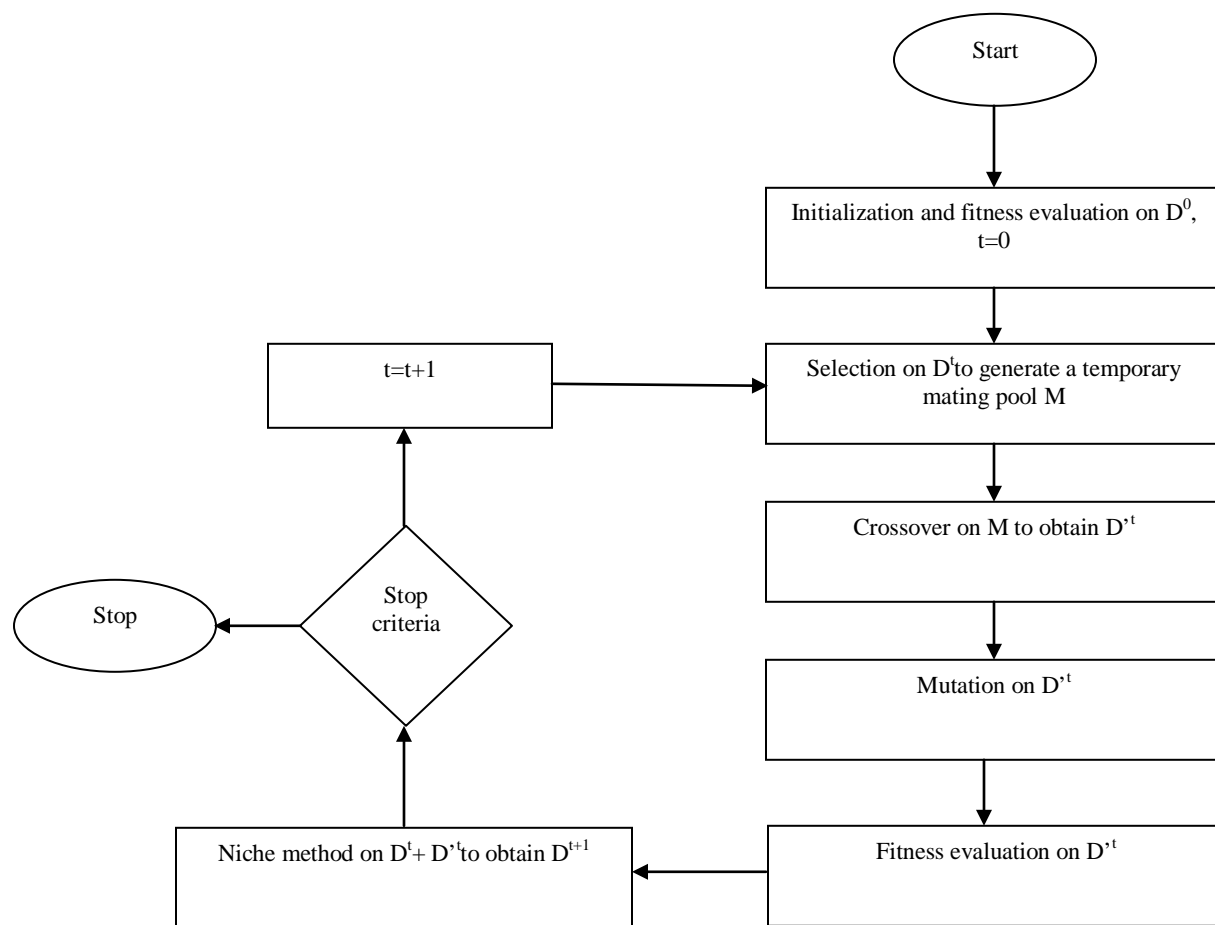 Start
Initialization and fitness evaluation on D⁰,
t=0
Selection on Dᵗto generate a temporary
mating pool M
Crossover on M to obtain D’ᵗ
Mutation on D’ᵗ
Fitness evaluation on D’ᵗ
Niche method on Dᵗ+ D’ᵗto obtain Dᵗ⁺¹
Stop
criteria
Stop
t=t+1